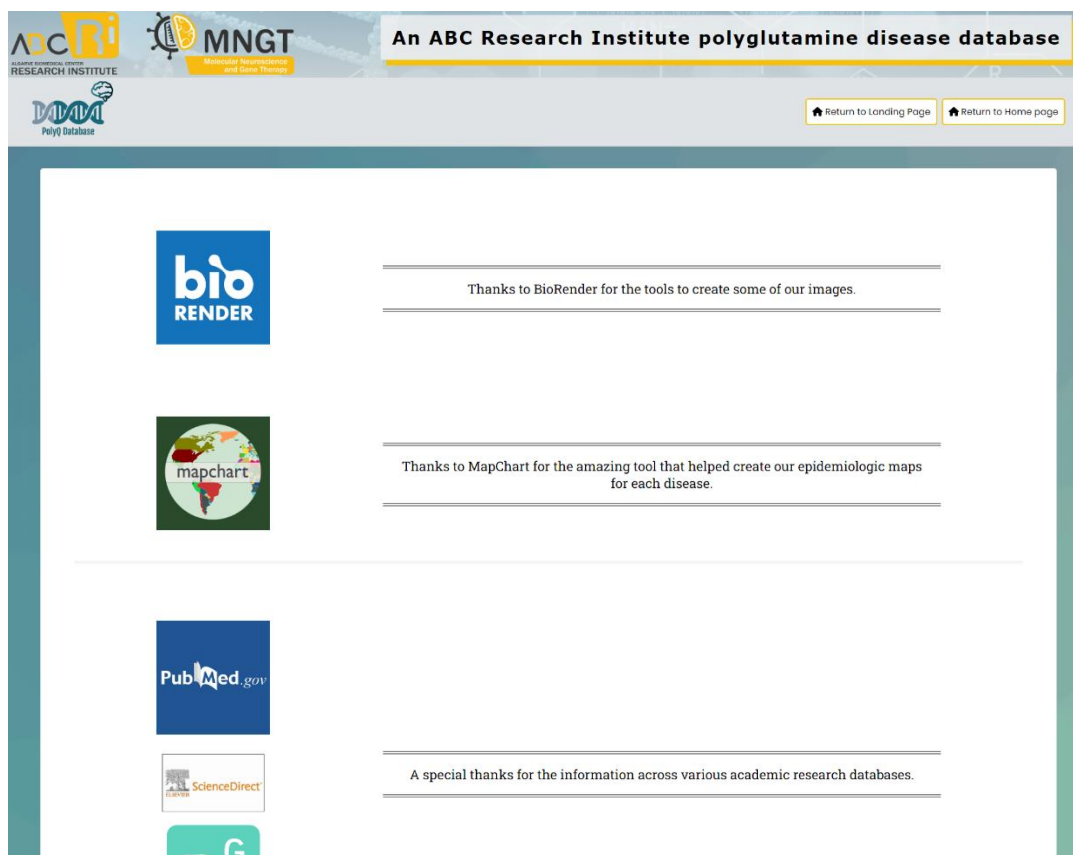 ABC Ri
ALGARVE BIOMEDICAL CENTER
RESEARCH INSTITUTE
MNGT
Molecular Neuroscience
and Gene Therapy
An ABC Research Institute polyglutamine disease database
PolyQ Database
Return to Landing Page
Return to Home page
bio
RENDER
Thanks to BioRender for the tools to create some of our images.
mapchart
Thanks to MapChart for the amazing tool that helped create our epidemiologic maps
for each disease.
PubMed.gov
ELSEVIER
ScienceDirect
A special thanks for the information across various academic research databases.
G